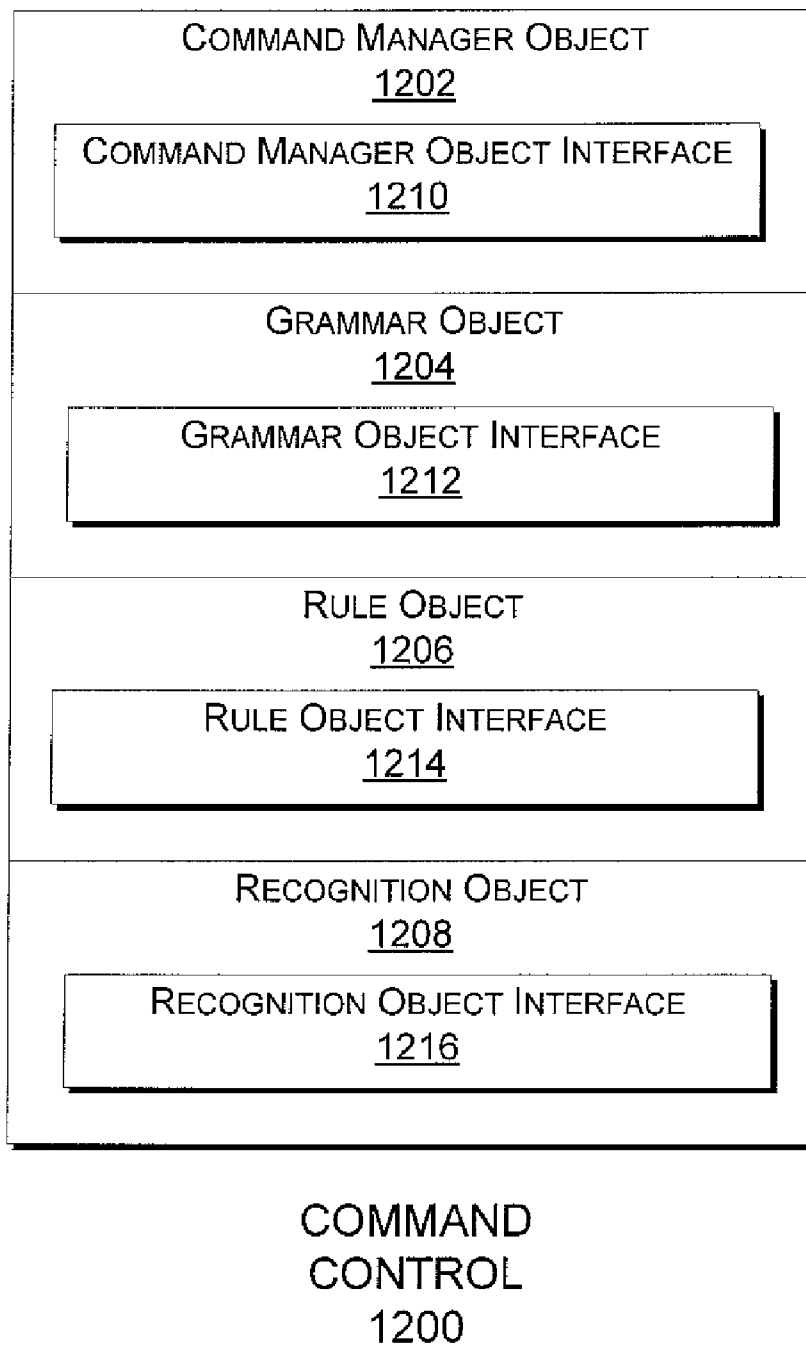 COMMAND MANAGER OBJECT
1202
COMMAND MANAGER OBJECT INTERFACE
1210
GRAMMAR OBJECT
1204
GRAMMAR OBJECT INTERFACE
1212
RULE OBJECT
1206
RULE OBJECT INTERFACE
1214
RECOGNITION OBJECT
1208
RECOGNITION OBJECT INTERFACE
1216
COMMAND
CONTROL
1200